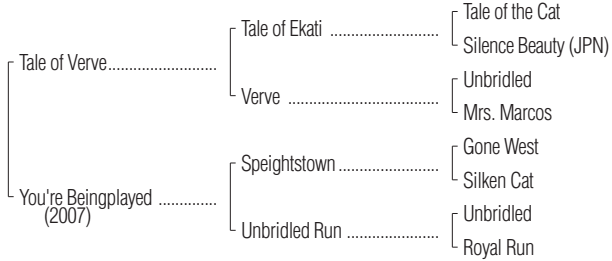 Tale of the Cat
Tale of Ekati ..............................
Silence Beauty (JPN)
Tale of Verve..............................
Unbridled
Verve ..........................................
Mrs. Marcos
Gone West
Speightstown ............................
Silken Cat
You're Beingplayed ................
(2007)
Unbridled
Unbridled Run ..........................
Royal Run